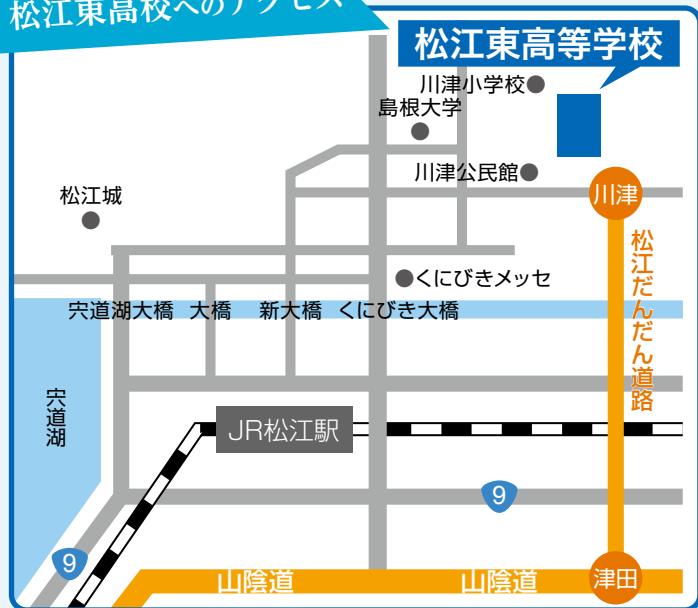 松江東高校へのアクセス
松江東高等学校
川津小学校
島根大学
川津公民館
川津
松江城
松江だんだん道路
くにびきメッセ
宍道湖大橋
大橋
新大橋
くにびき大橋
宍道湖
JR松江駅
9
9
山陰道
山陰道
津田